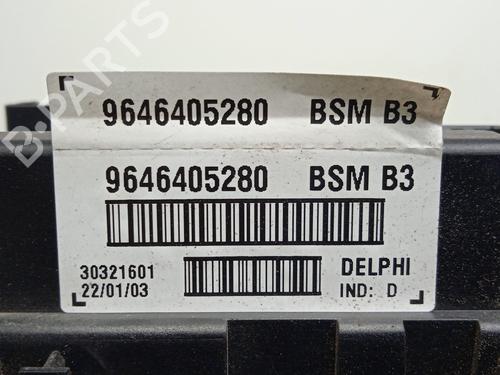 9646405280 BSM B3
9646405280 BSM B3
30321601 DELPHI
22/01/03 IND: D
B-PARTS